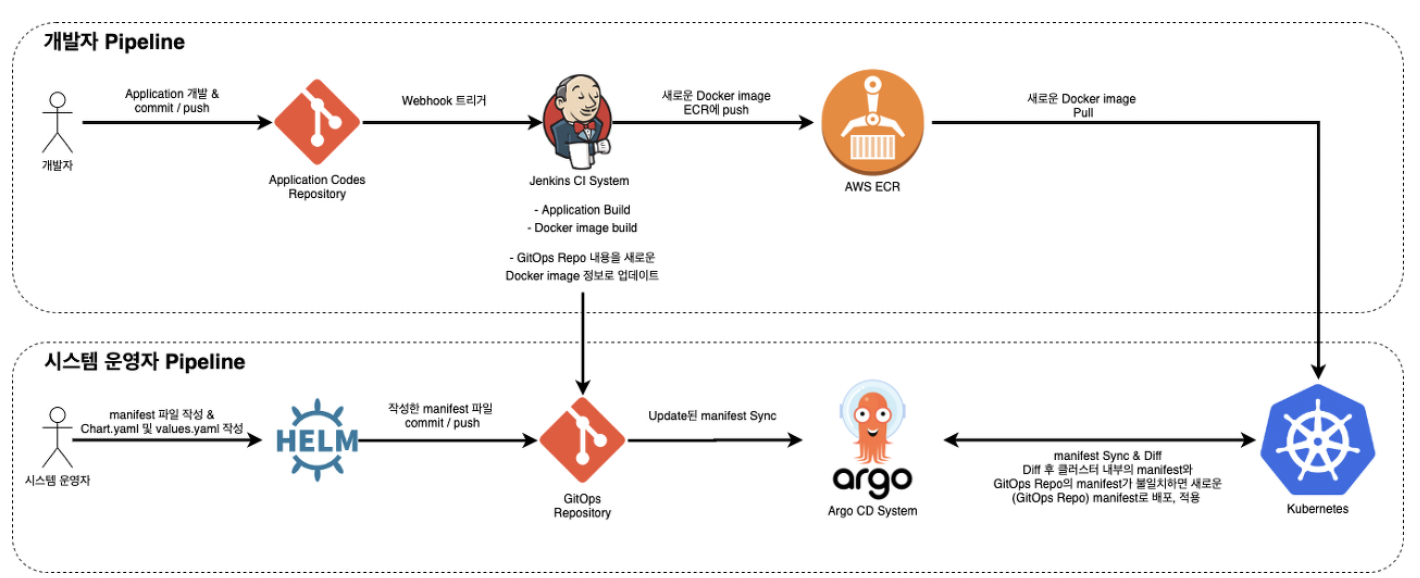 개발자 Pipeline
Application 개발 &
commit / push
Webhook 트리거
새로운 Docker image
ECR에 push
새로운 Docker image
Pull
개발자
Application Codes
Repository
Jenkins CI System
AWS ECR
- Application Build
- Docker image build
- GitOps Repo 내용을 새로운
Docker image 정보로 업데이트
시스템 운영자 Pipeline
manifest 파일 작성 &
Chart.yaml 및 values.yaml 작성
HELM
작성한 manifest 파일
commit / push
Update된 manifest Sync
argo
manifest Sync & Diff
Diff 후 클러스터 내부의 manifest와
GitOps Repo의 manifest가 불일치하면 새로운
(GitOps Repo) manifest로 배포, 적용
시스템 운영자
GitOps
Repository
Argo CD System
Kubernetes